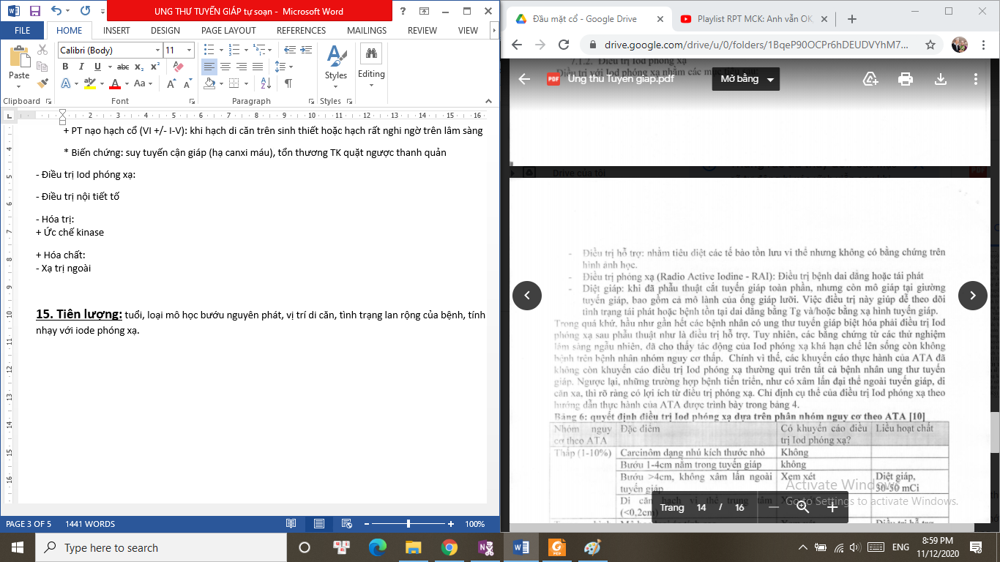 UNG THƯ TUYẾN GIÁP tự soạn - Microsoft Word
FILE HOME INSERT DESIGN PAGE LAYOUT REFERENCES MAILINGS REVIEW VIEW
Calibri (Body) 11
Paste
Styles
Editing
Clipboard Font Paragraph Styles
+ PT nạo hạch cổ (VI +/- I-V): khi hạch di căn trên sinh thiết hoặc hạch rất nghi ngờ trên lâm sàng
* Biến chứng: suy tuyến cận giáp (hạ canxi máu), tổn thương TK quặt ngược thanh quản
- Điều trị Iod phóng xạ:
- Điều trị nội tiết tố
- Hóa trị:
+ Ức chế kinase
+ Hóa chất:
- Xạ trị ngoài
15. Tiên lượng: tuổi, loại mô học bướu nguyên phát, vị trí di căn, tình trạng lan rộng của bệnh, tính
nhạy với iode phóng xạ.
PAGE 3 OF 5 1441 WORDS 100%
Đầu mặt cổ - Google Drive
Playlist RPT MCK: Anh vẫn OK,
drive.google.com/drive/u/0/folders/1BqeP90OCPr6hDEUDVYhM7...
7.1.2. Điều trị Iod phóng xạ
Điều trị với Iod phóng xạ nhằm các mục
Ung thu Tuyen giap.pdf
Mở bằng
Drive của tôi
- Điều trị hỗ trợ: nhằm tiêu diệt các tế bào tồn lưu vi thể nhưng không có bằng chứng trên
hình ảnh học.
- Điều trị phóng xạ (Radio Active Iodine - RAI): Điều trị bệnh dai dẳng hoặc tái phát
- Diệt giáp: khi đã phẫu thuật cắt tuyến giáp toàn phần, nhưng còn mô giáp tại giường
tuyến giáp, bao gồm cả mô lành của ống giáp lưỡi. Việc điều trị này giúp dễ theo dõi
tình trạng tái phát hoặc bệnh tồn tại dai dẳng bằng Tg và/hoặc bằng xạ hình tuyến giáp.
Trong quá khứ, hầu như gần hết các bệnh nhân có ung thư tuyến giáp biệt hóa phải điều trị Iod
phóng xạ sau phẫu thuật như là điều trị hỗ trợ. Tuy nhiên, các bằng chứng từ các thử nghiệm
lâm sàng ngẫu nhiên, đã cho thấy tác động của Iod phóng xạ khá hạn chế lên sống còn không
bệnh trên bệnh nhân nhóm nguy cơ thấp. Chính vì thế, các khuyến cáo thực hành của ATA đã
không còn khuyến cáo điều trị Iod phóng xạ thường qui trên tất cả bệnh nhân ung thư tuyến
giáp. Ngược lại, những trường hợp bệnh tiến triển, như có xâm lấn đại thể ngoài tuyến giáp, di
căn xa, thì rõ ràng có lợi ích từ điều trị phóng xạ. Chỉ định cụ thể của điều trị Iod phóng xạ theo
hướng dẫn thực hành của ATA được trình bày trong bảng 4.
Bảng 6: quyết định điều trị Iod phóng xạ dựa trên phân nhóm nguy cơ theo ATA [10]
Nhóm nguy cơ theo ATA Đặc điểm Có khuyến cáo điều trị Iod phóng xạ? Liều hoạt chất
Thấp (1-10%) Carcinôm dạng nhú kích thước nhỏ Không
Bướu 1-4cm nằm trong tuyến giáp không
Bướu >4cm, không xâm lấn ngoài tuyến giáp Xem xét Diệt giáp, 30-50 mCi
Di căn hạch vi thể trung tâm (<0,2cm)
Activate Windows
Go to Settings to activate Windows.
Trang 14 / 16
Type here to search
ENG
8:59 PM
11/12/2020